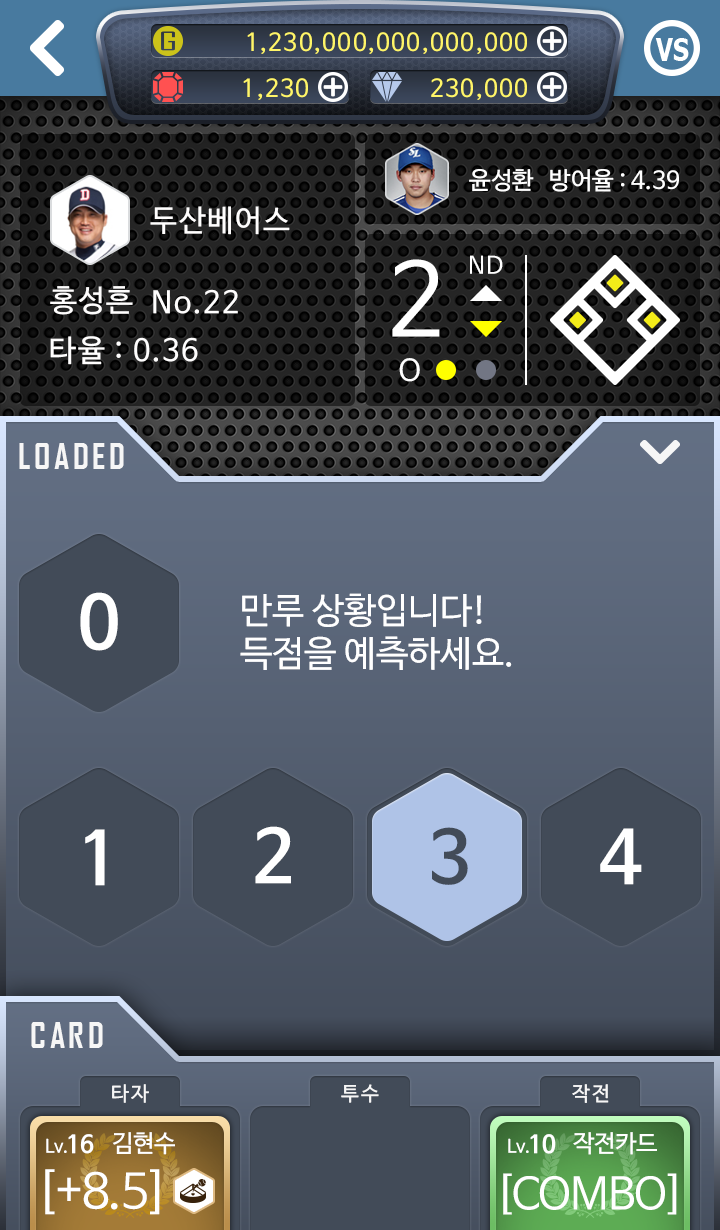 G 1,230,000,000,000,000
VS
1,230
230,000
두산베어스
홍성흔 No.22
타율 : 0.36
윤성환 방어율 : 4.39
2 ND
O
LOADED
0
만루 상황입니다!
득점을 예측하세요.
1 2 3 4
CARD
타자
투수
작전
Lv.16 김현수
[+8.5]
Lv.10 작전카드
[COMBO]